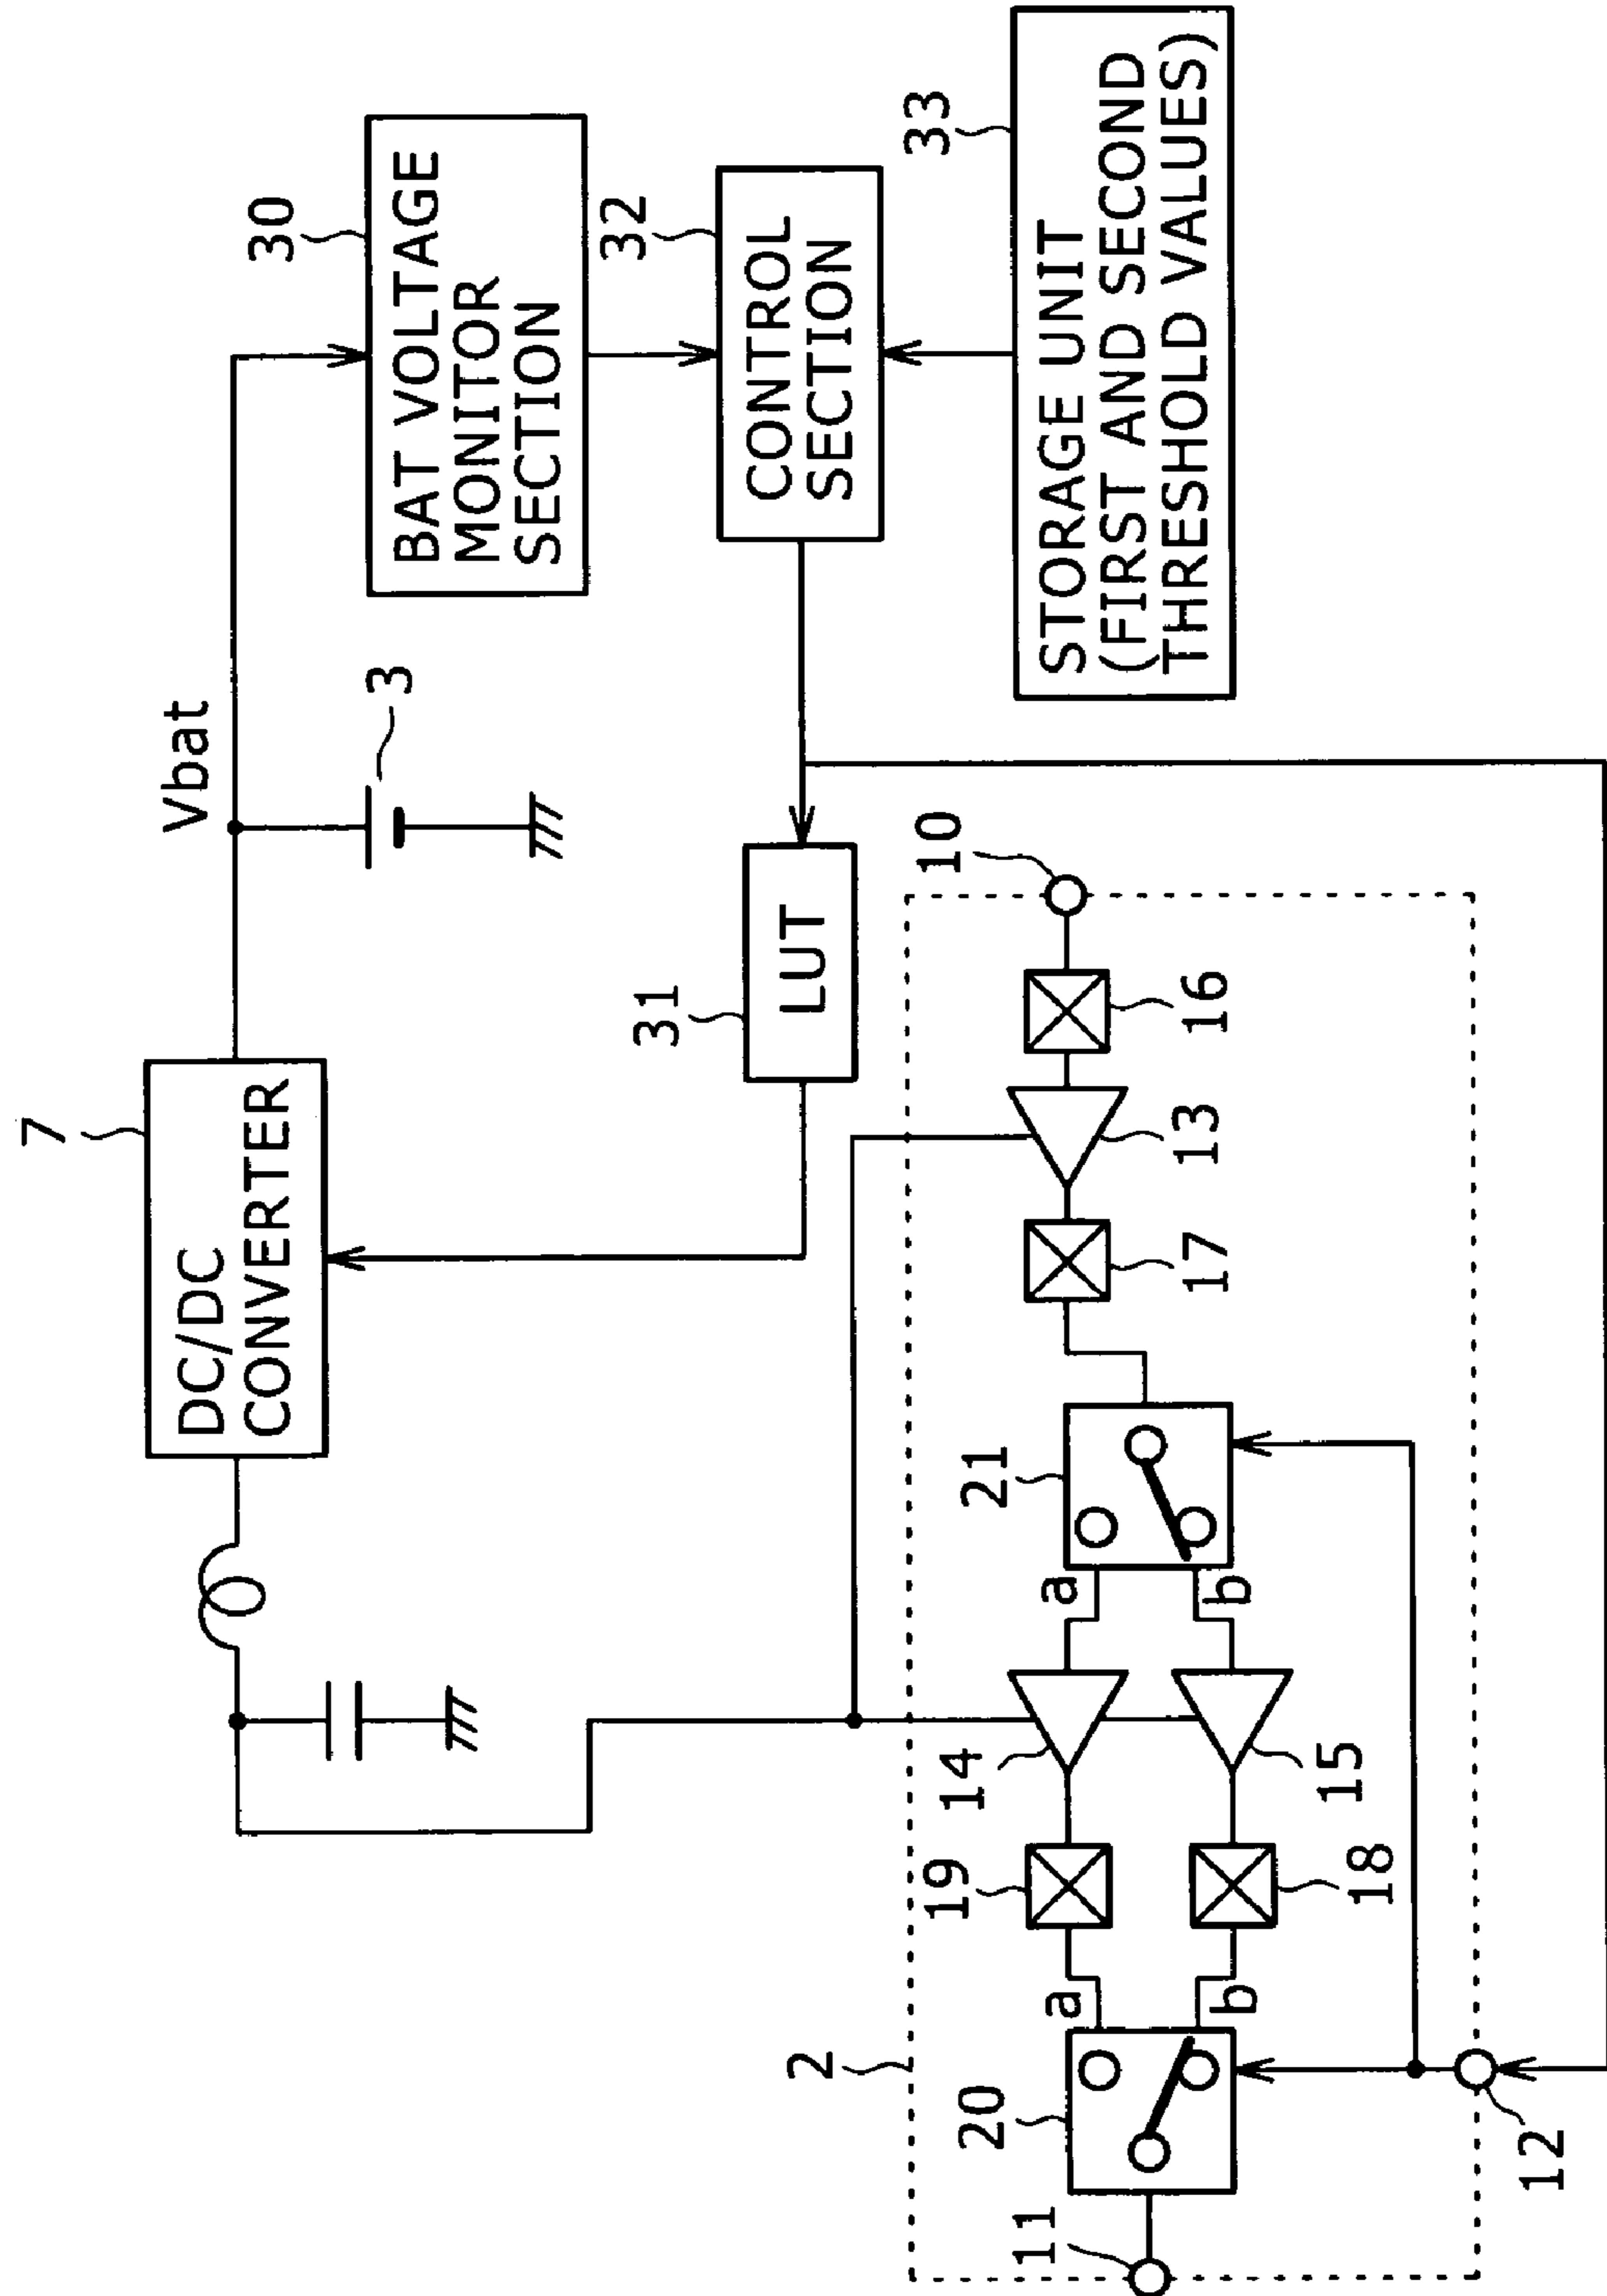 7
DC/DC
CONVERTER
Vbat
3
30
BAT VOLTAGE
MONITOR
SECTION
31
LUT
32
CONTROL
SECTION
33
STORAGE UNIT
(FIRST AND SECOND
THRESHOLD VALUES)
2
11
20
a
b
19
18
14
15
a
b
21
17
13
16
10
12